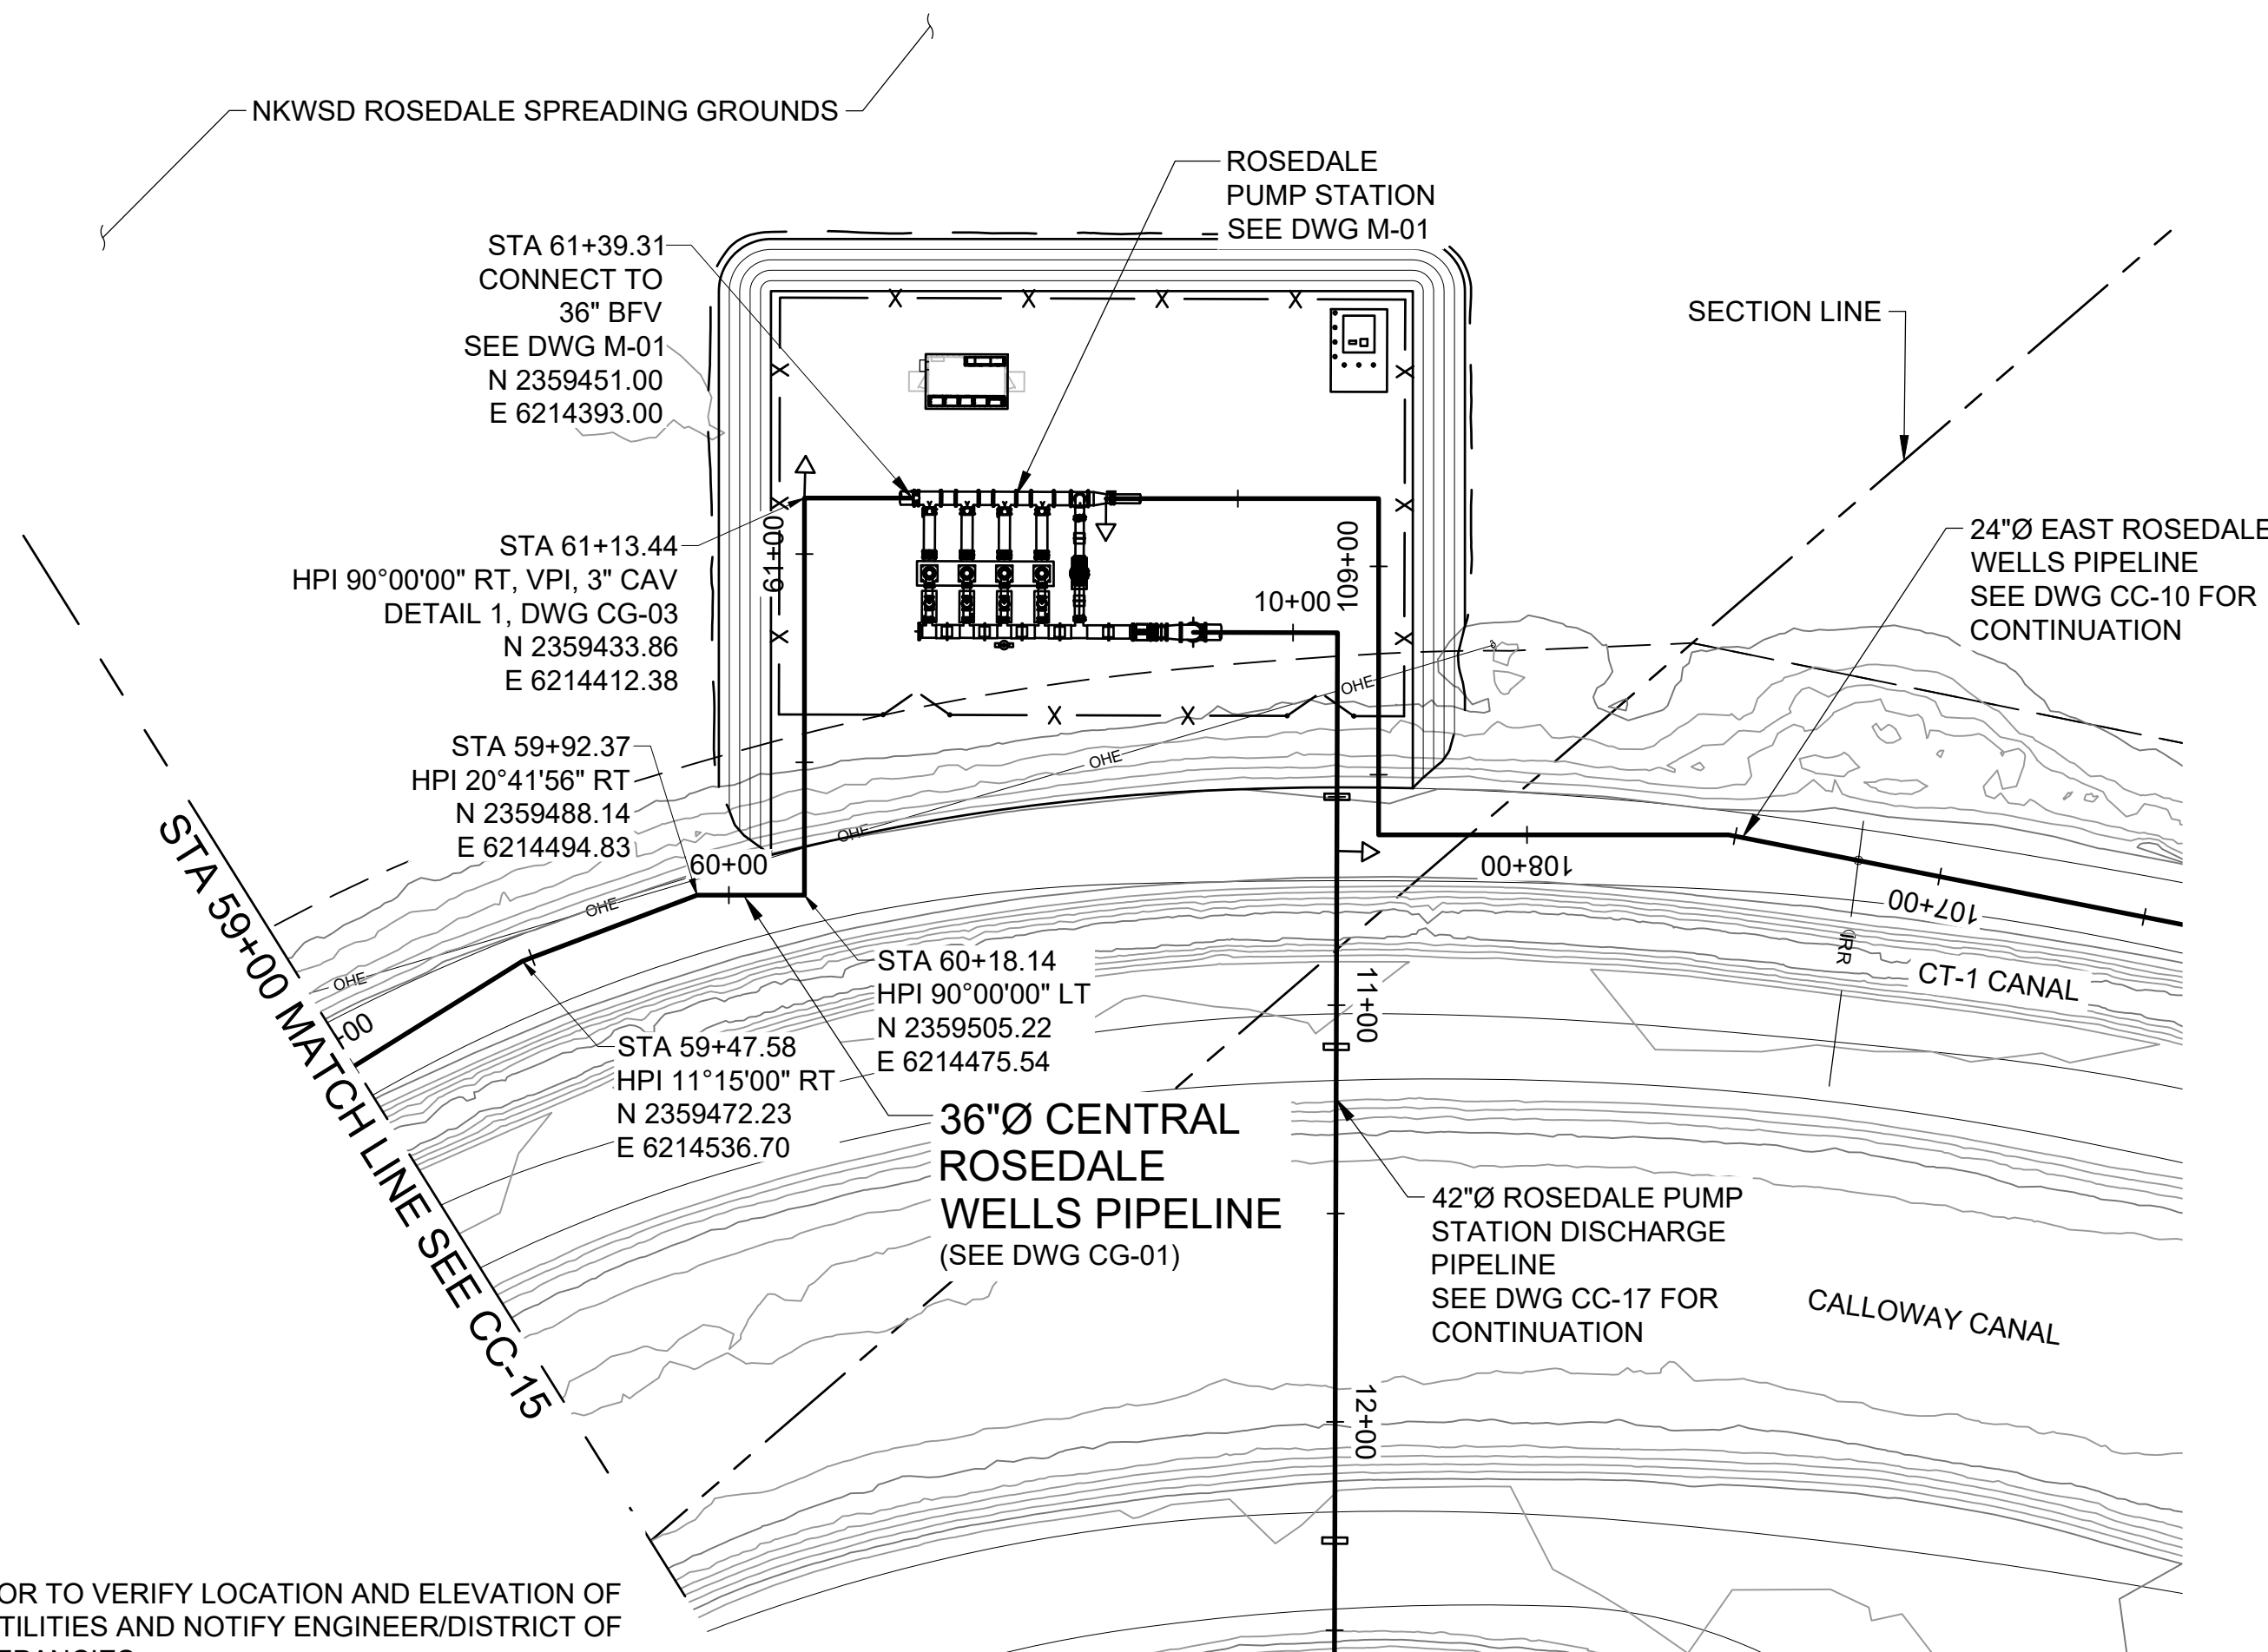 NKWSD ROSEDALE SPREADING GROUNDS
ROSEDALE
PUMP STATION
SEE DWG M-01
STA 61+39.31
CONNECT TO
36" BFV
SEE DWG M-01
N 2359451.00
E 6214393.00
SECTION LINE
X X X X
X X
X X
X X
61+00
109+00
10+00
STA 61+13.44
HPI 90°00'00" RT, VPI, 3" CAV
DETAIL 1, DWG CG-03
N 2359433.86
E 6214412.38
24"Ø EAST ROSEDALE
WELLS PIPELINE
SEE DWG CC-10 FOR
CONTINUATION
OHE
X X
OHE
STA 59+92.37
HPI 20°41'56" RT
N 2359488.14
E 6214494.83
OHE
60+00
108+00
107+00
OHE
OHE
IRR
CT-1 CANAL
STA 59+00 MATCH LINE SEE CC-15
+00
STA 60+18.14
HPI 90°00'00" LT
N 2359505.22
E 6214475.54
11+00
STA 59+47.58
HPI 11°15'00" RT
N 2359472.23
E 6214536.70
36"Ø CENTRAL
ROSEDALE
WELLS PIPELINE
(SEE DWG CG-01)
42"Ø ROSEDALE PUMP
STATION DISCHARGE
PIPELINE
SEE DWG CC-17 FOR
CONTINUATION
CALLOWAY CANAL
12+00
OR TO VERIFY LOCATION AND ELEVATION OF
TILITIES AND NOTIFY ENGINEER/DISTRICT OF